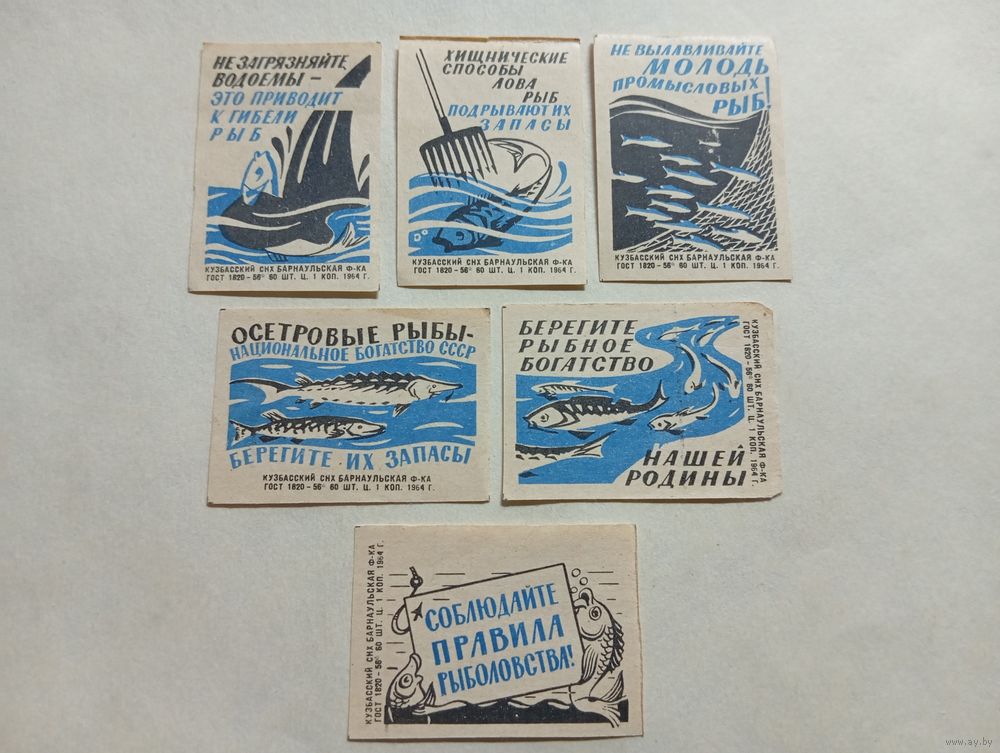 НЕ ЗАГРЯЗНЯЙТЕ
ВОДОЕМЫ —
ЭТО ПРИВОДИТ
К ГИБЕЛИ
РЫБ
КУЗБАССКИЙ СНХ БАРНАУЛЬСКАЯ Ф-КА
ГОСТ 1820-56° 60 ШТ. Ц. 1 КОП. 1964 Г.
ХИЩНИЧЕСКИЕ
СПОСОБЫ
ЛОВА
РЫБ
ПОДРЫВАЮТ ИХ
ЗАПАСЫ
КУЗБАССКИЙ СНХ БАРНАУЛЬСКАЯ Ф-КА
ГОСТ 1820-56° 60 ШТ. Ц. 1 КОП. 1964 Г.
НЕ ВЫЛАВЛИВАЙТЕ
МОЛОДЬ
ПРОМЫСЛОВЫХ
РЫБ!
КУЗБАССКИЙ СНХ БАРНАУЛЬСКАЯ Ф-КА
ГОСТ 1820-56° 60 ШТ. Ц. 1 КОП. 1964 Г.
ОСЕТРОВЫЕ РЫБЫ-
НАЦИОНАЛЬНОЕ БОГАТСТВО СССР
БЕРЕГИТЕ ИХ ЗАПАСЫ
КУЗБАССКИЙ СНХ БАРНАУЛЬСКАЯ Ф-КА
ГОСТ 1820-56° 60 ШТ. Ц. 1 КОП. 1964 Г.
БЕРЕГИТЕ
РЫБНОЕ
БОГАТСТВО
НАШЕЙ
РОДИНЫ
КУЗБАССКИЙ СНХ БАРНАУЛЬСКАЯ Ф-КА
ГОСТ 1820-56° 60 ШТ. Ц. 1 КОП. 1964 Г.
КУЗБАССКИЙ СНХ БАРНАУЛЬСКАЯ Ф-КА
ГОСТ 1820-56° 60 ШТ. Ц. 1 КОП. 1964 Г.
СОБЛЮДАЙТЕ
ПРАВИЛА
РЫБОЛОВСТВА!
© www.ay.by